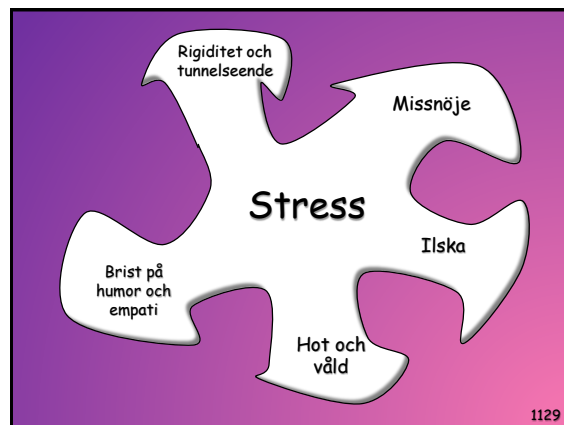 Rigiditet och
tunnelseende
Missnöje
Stress
Ilska
Brist på
humor och
empati
Hot och
våld
1129